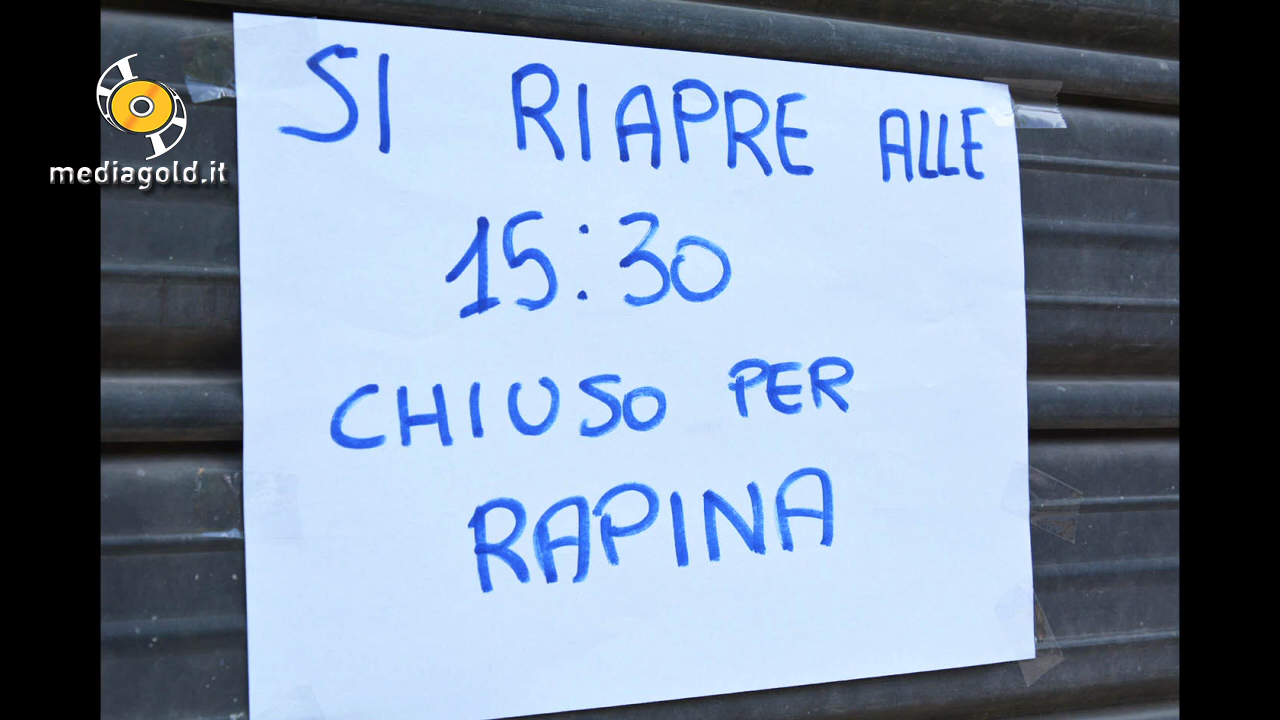 mediagold.it
SI RIAPRE ALLE
15:30
CHIUSO PER
RAPINA